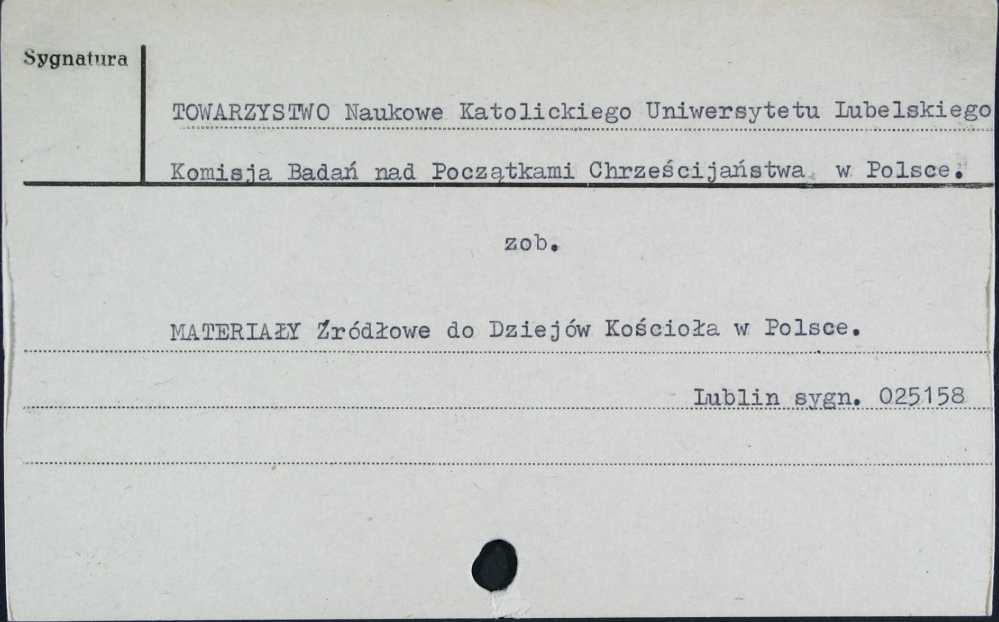 Sygnatura
TOWARZYSTWO Naukowe Katolickiego Uniwersytetu Lubelskiego
Komisja Badań nad Początkami Chrześcijaństwa w Polsce.
zob.
MATERIAŁY Źródłowe do Dziejów Kościoła w Polsce.
Lublin sygn. 025158